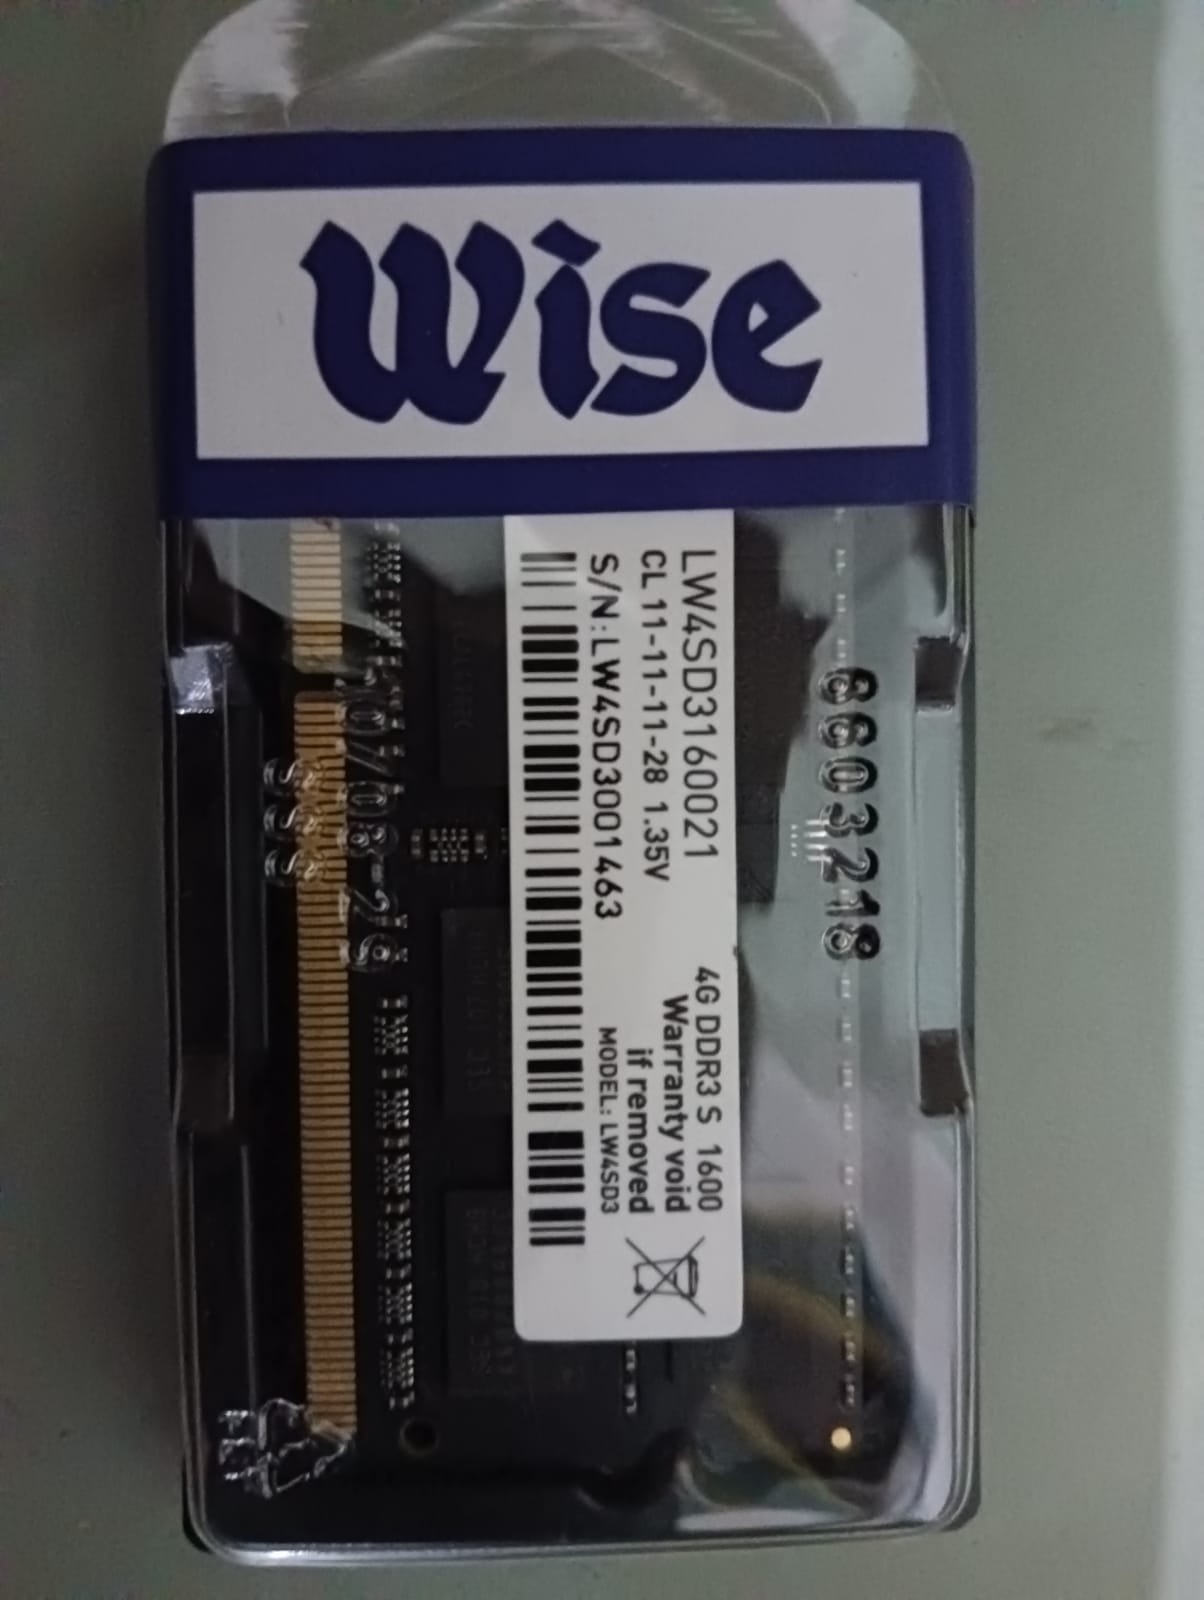 Wise
LW4SD3160021
4G DDR3 S 1600
CL 11-11-11-28 1.35V
Warranty void
if removed
S/N:LW4SD3001463
MODEL: LW4SD3
6603218